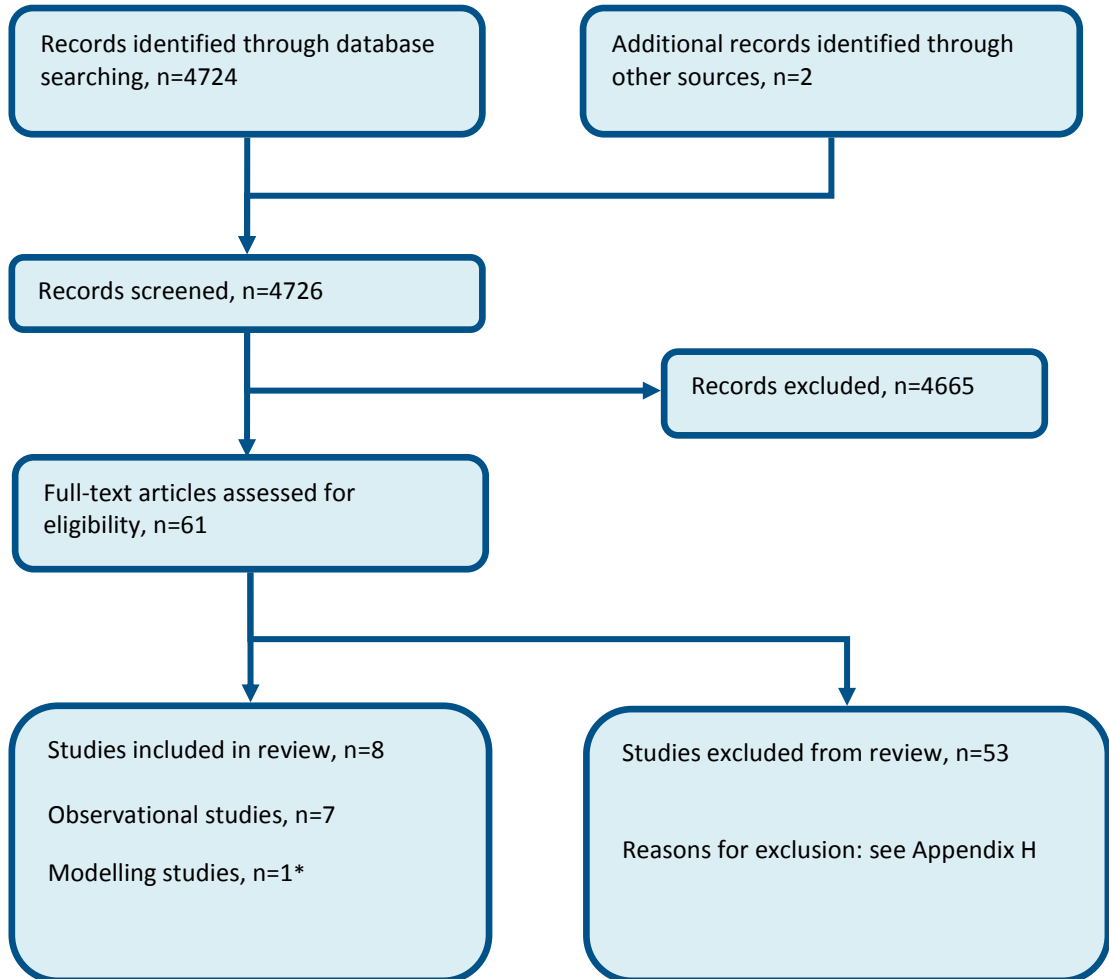 Records identified through database
searching, n=4724
Additional records identified through
other sources, n=2
Records screened, n=4726
Records excluded, n=4665
Full-text articles assessed for
eligibility, n=61
Studies included in review, n=8
Observational studies, n=7
Modelling studies, n=1*
Studies excluded from review, n=53
Reasons for exclusion: see Appendix H